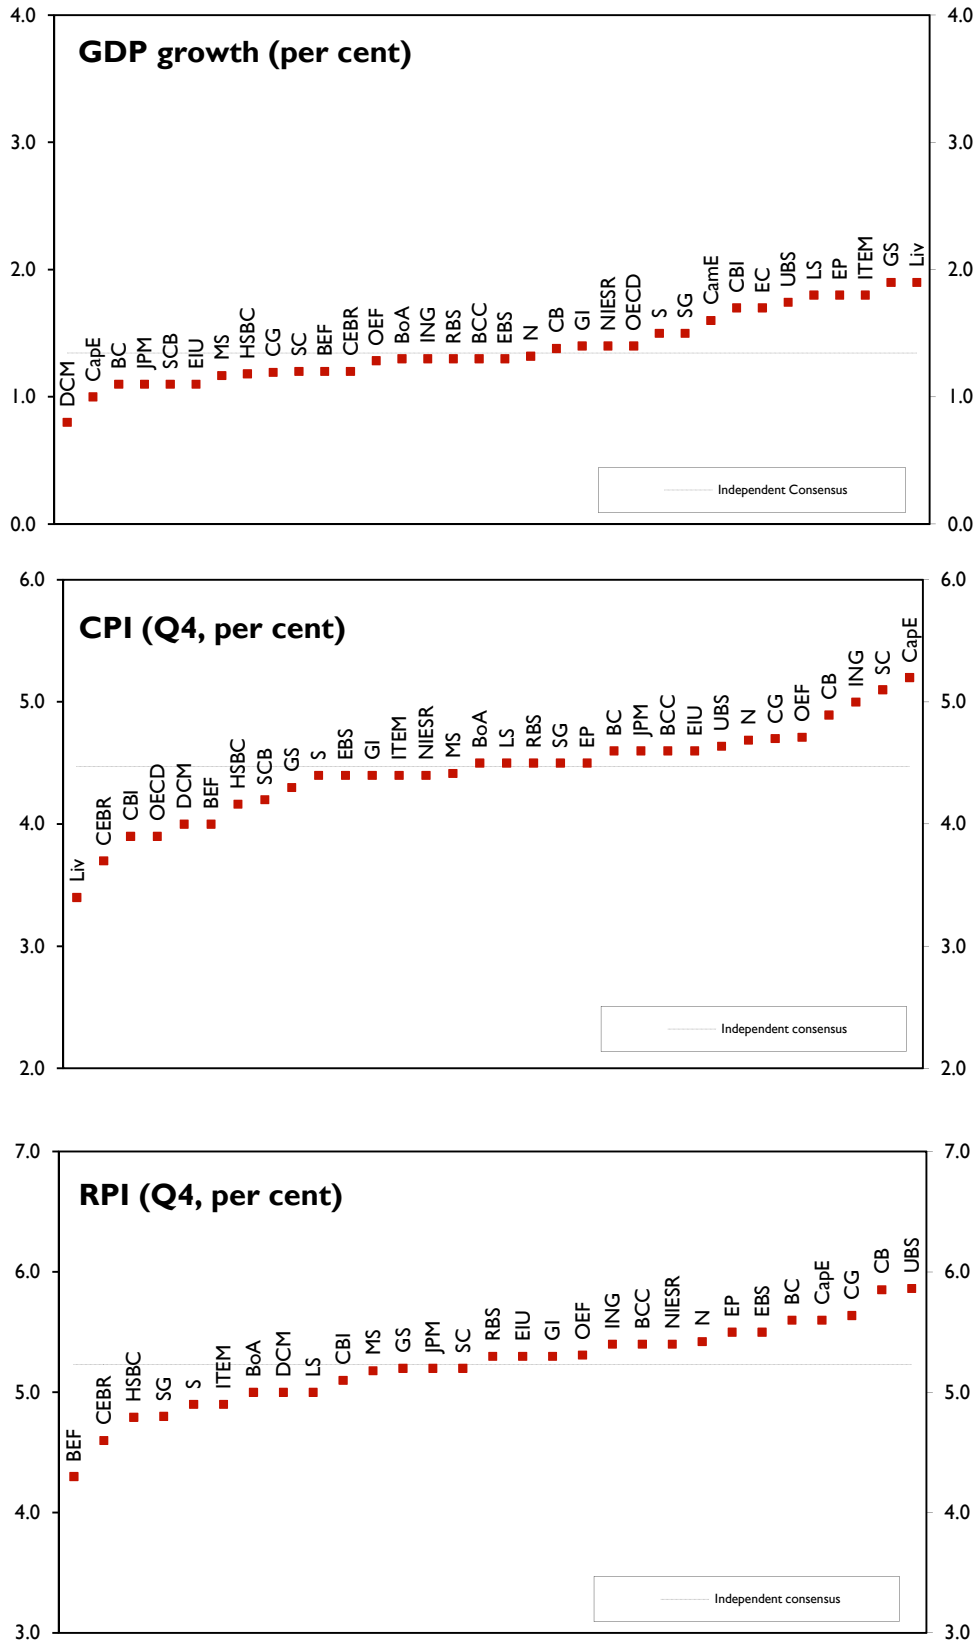 4.0 4.0
GDP growth (per cent)
3.0 3.0
2.0 2.0
DCM CapE BC JPM SCB EIU MS HSBC CG SC BEF CEBR OEF BoA ING RBS BCC EBS N CB GI NIESR OECD S SG CamE CBI EC UBS LS EP ITEM GS Liv
1.0 1.0
Independent Consensus
0.0 0.0
6.0 6.0
CPI (Q4, per cent)
5.0 5.0
Liv CEBR CBI OECD DCM BEF HSBC SCB GS S EBS GI ITEM NIESR MS BoA LS RBS SG EP BC JPM BCC EIU UBS N CG OEF CB ING SC CapE
4.0 4.0
3.0 3.0
Independent consensus
2.0 2.0
7.0 7.0
RPI (Q4, per cent)
6.0 6.0
BEF CEBR HSBC SG S ITEM BoA DCM LS CBI MS GS JPM SC RBS EIU GI OEF ING BCC NIESR N EP EBS BC CapE CG CB UBS
5.0 5.0
4.0 4.0
Independent consensus
3.0 3.0